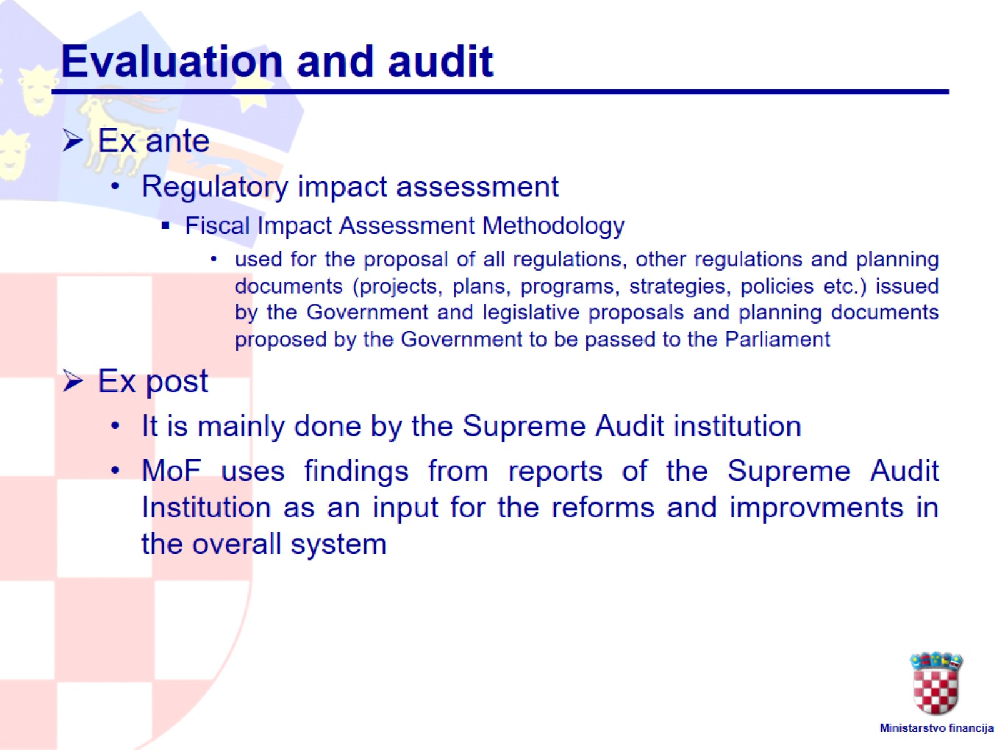 Evaluation and audit
➢ Ex ante
• Regulatory impact assessment
▪ Fiscal Impact Assessment Methodology
• used for the proposal of all regulations, other regulations and planning
documents (projects, plans, programs, strategies, policies etc.) issued
by the Government and legislative proposals and planning documents
proposed by the Government to be passed to the Parliament
➢ Ex post
• It is mainly done by the Supreme Audit institution
• MoF uses findings from reports of the Supreme Audit
Institution as an input for the reforms and improvments in
the overall system
Ministarstvo financija